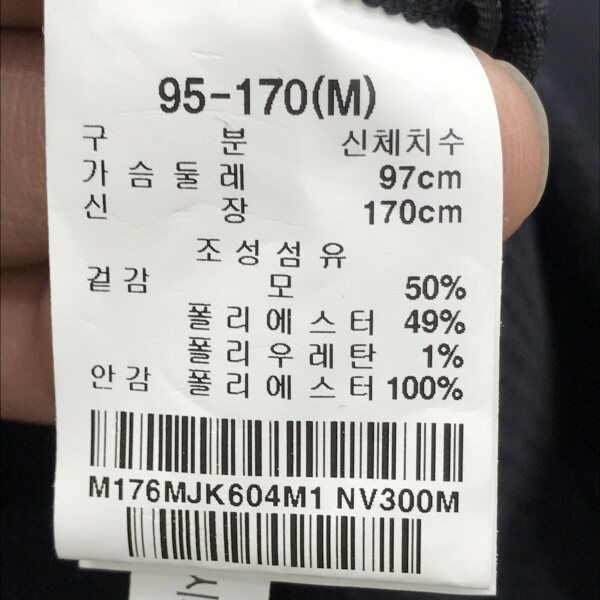 95-170(M)
구 분 신체치수
가 슴 둘 레 97cm
신 장 170cm
조 성 섬 유
겉 감 모 50%
폴 리 에 스 터 49%
폴 리 우 레 탄 1%
안 감 폴 리 에 스 터 100%
M176MJK604M1 NV300M